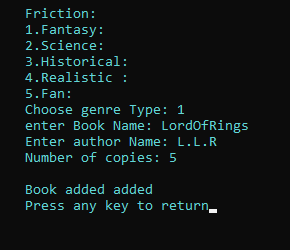 Friction:
1.Fantasy:
2.Science:
3.Historical:
4.Realistic :
5.Fan:
Choose genre Type: 1
enter Book Name: LordOfRings
Enter author Name: L.L.R
Number of copies: 5
Book added added
Press any key to return